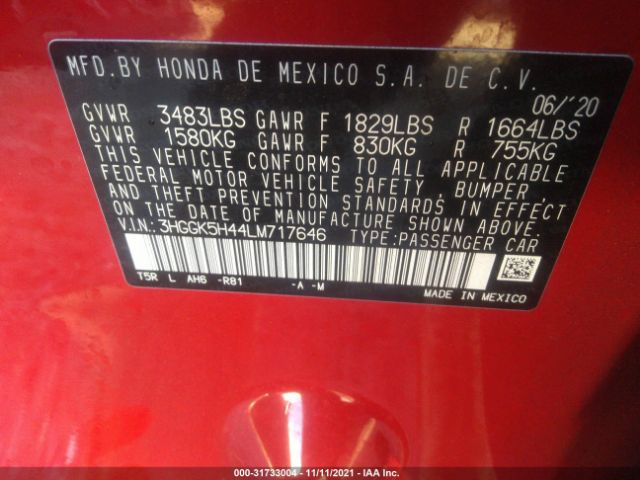 MFD.BY HONDA DE MEXICO S.A. DE C.V.
06/'20
GVWR 3483LBS GAWR F 1829LBS R 1664LBS
GVWR 1580KG GAWR F 830KG R 755KG
THIS VEHICLE CONFORMS TO ALL APPLICABLE
FEDERAL MOTOR VEHICLE SAFETY, BUMPER,
AND THEFT PREVENTION STANDARDS IN EFFECT
ON THE DATE OF MANUFACTURE SHOWN ABOVE.
V.I.N.:3HGGK5H44LM717646 TYPE:PASSENGER CAR
T5R L AH6 -R81 -A -M
MADE IN MEXICO
000-31733004 - 11/11/2021 - IAA Inc.